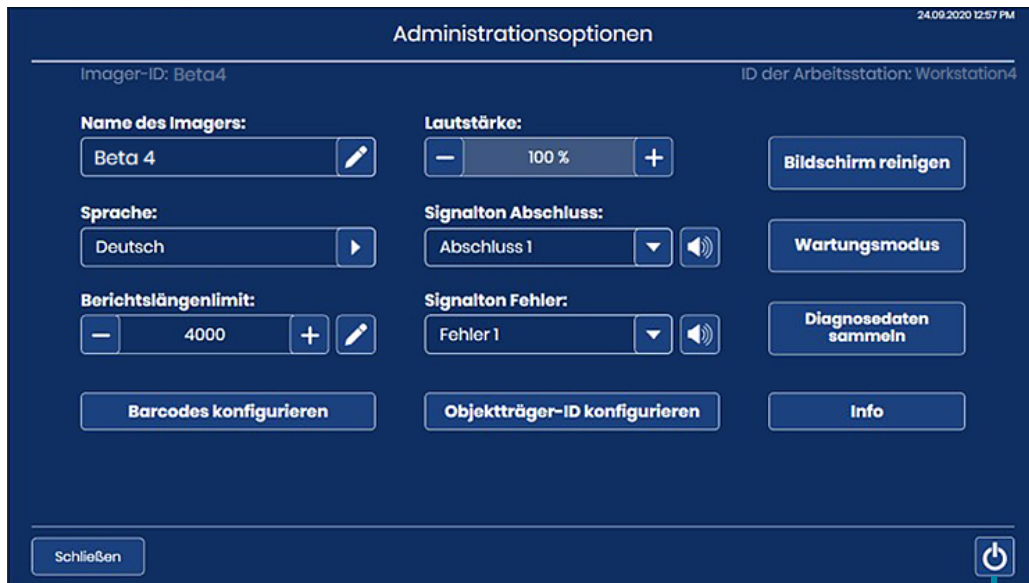 24.09.2020 12:57 PM
Administrationsoptionen
Imager-ID: Beta4
ID der Arbeitsstation: Workstation4
Name des Imagers:
Beta 4
Lautstärke:
100 %
Bildschirm reinigen
Sprache:
Deutsch
Signalton Abschluss:
Abschluss 1
Wartungsmodus
Berichtslängenlimit:
4000
Signalton Fehler:
Fehler 1
Diagnosedaten
sammeln
Barcodes konfigurieren
Objektträger-ID konfigurieren
Info
Schließen